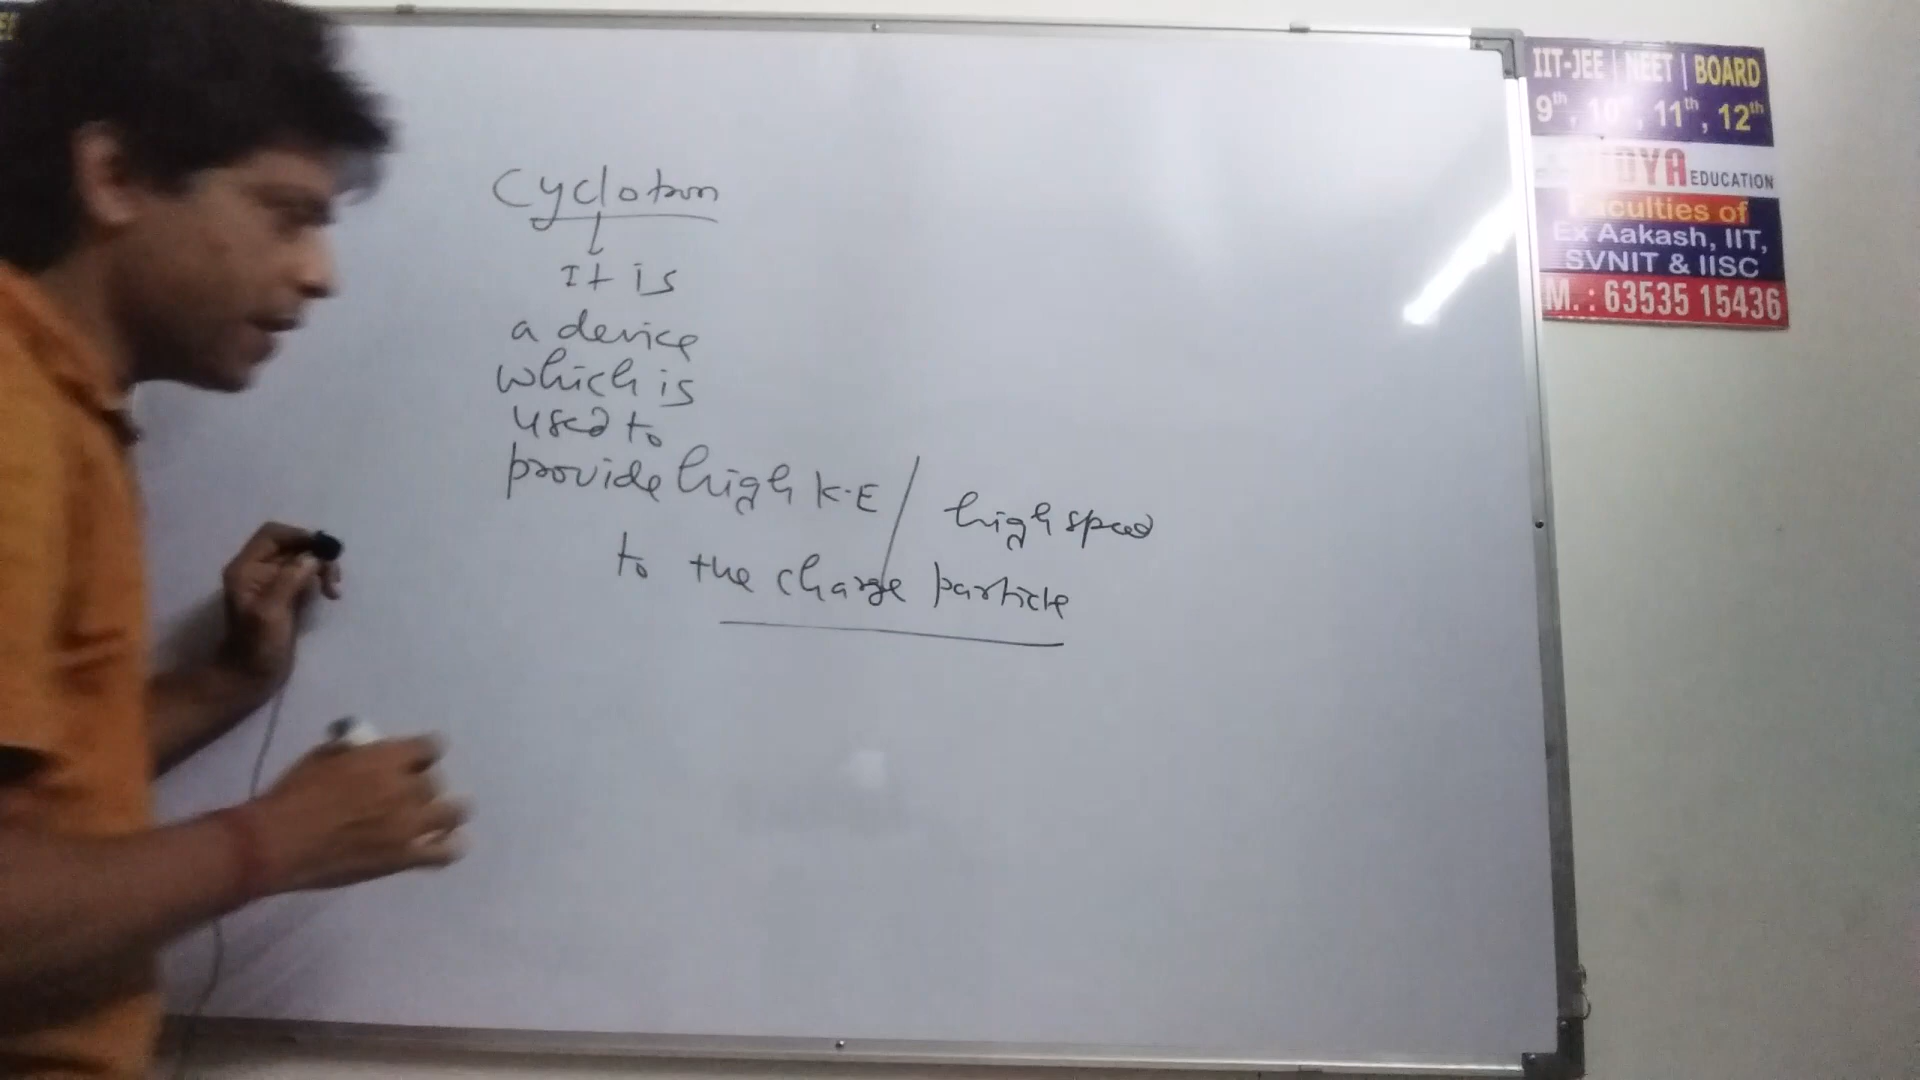 Cyclotron
It is
a device
which is
used to
provide high K.E / high speed
to the charge particle
IIT-JEE | NEET | BOARD
9th, 10th, 11th, 12th
EDUCATION
Faculties of
Ex Aakash, IIT,
SVNIT & IISC
M. : 63535 15436